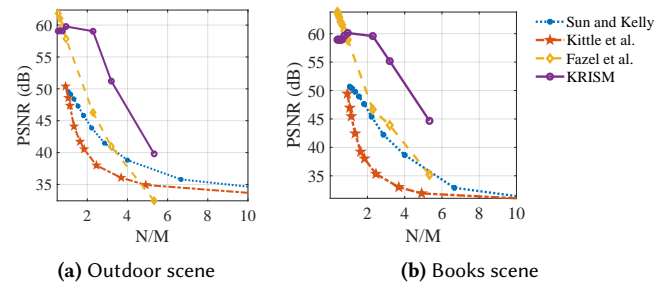 60
55
50
45
40
35
PSNR (dB)
2
4
6
8
10
N/M
(a) Outdoor scene
60
55
50
45
40
35
PSNR (dB)
2
4
6
8
10
N/M
(b) Books scene
Sun and Kelly
Kittle et al.
Fazel et al.
KRISM